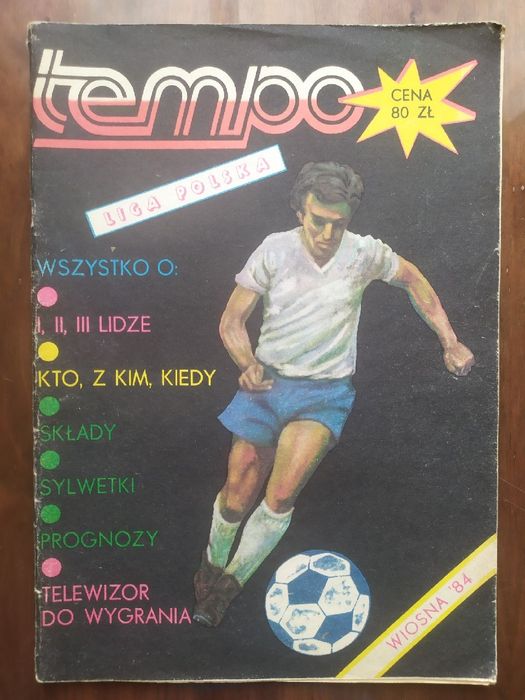 tempo
CENA
80 ZŁ
LIGA POLSKA
WSZYSTKO O:
I, II, III LIDZE
KTO, Z KIM, KIEDY
SKŁADY
SYLWETKI
PROGNOZY
TELEWIZOR
DO WYGRANIA
WIOSNA '84